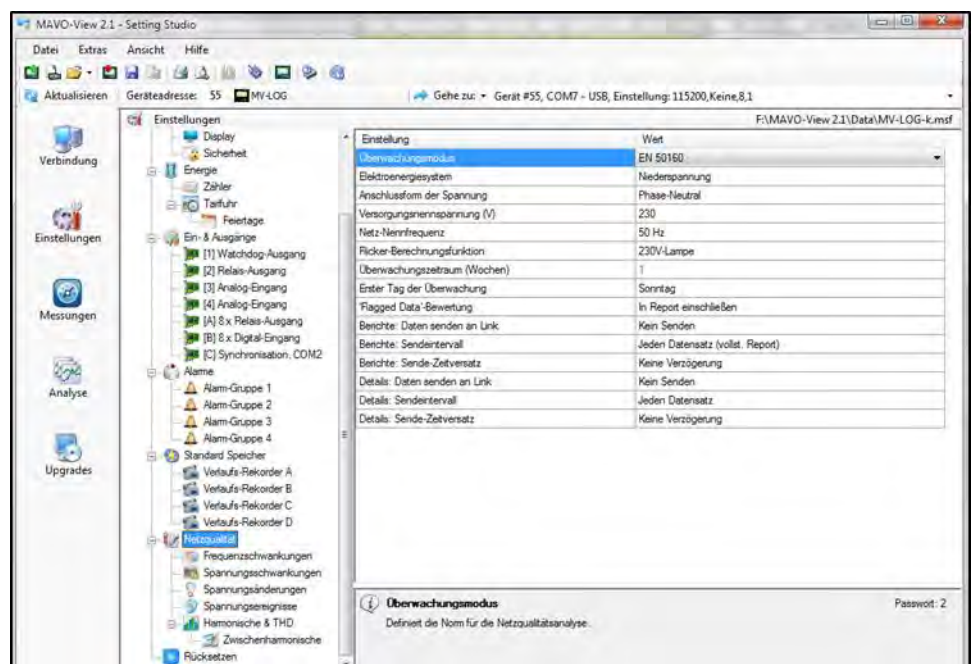 MAVO-View 2.1 - Setting Studio
Datei Extras Ansicht Hilfe
Aktualisieren Geräteadresse: 55 MV-LOG Gehe zu: Gerät #55, COM7 - USB, Einstellung: 115200,Keine,8,1
Einstellungen F:\MAVO-View 2.1\Data\MV-LOG-k.msf
Verbindung
Einstellungen
Messungen
Analyse
Upgrades
Display
Sicherheit
Energie
Zähler
Tarifuhr
Feiertage
Ein- & Ausgänge
[1] Watchdog-Ausgang
[2] Relais-Ausgang
[3] Analog-Eingang
[4] Analog-Eingang
[A] 8 x Relais-Ausgang
[B] 8 x Digital-Eingang
[C] Synchronisation, COM2
Alarme
Alarm-Gruppe 1
Alarm-Gruppe 2
Alarm-Gruppe 3
Alarm-Gruppe 4
Standard Speicher
Verlaufs-Rekorder A
Verlaufs-Rekorder B
Verlaufs-Rekorder C
Verlaufs-Rekorder D
Netzqualität
Frequenzschwankungen
Spannungsschwankungen
Spannungsänderungen
Spannungsereignisse
Harmonische & THD
Zwischenharmonische
Rücksetzen
Einstellung Wert
Überwachungsmodus EN 50160
Elektroenergiesystem Niederspannung
Anschlussform der Spannung Phase-Neutral
Versorgungsnennspannung (V) 230
Netz-Nennfrequenz 50 Hz
Flicker-Berechnungsfunktion 230V-Lampe
Überwachungszeitraum (Wochen) 1
Erster Tag der Überwachung Sonntag
'Flagged Data'-Bewertung In Report einschließen
Berichte: Daten senden an Link Kein Senden
Berichte: Sendeintervall Jeden Datensatz (vollst. Report)
Berichte: Sende-Zeitversatz Keine Verzögerung
Details: Daten senden an Link Kein Senden
Details: Sendeintervall Jeden Datensatz
Details: Sende-Zeitversatz Keine Verzögerung
Überwachungsmodus Passwort: 2
Definiert die Norm für die Netzqualitätsanalyse.